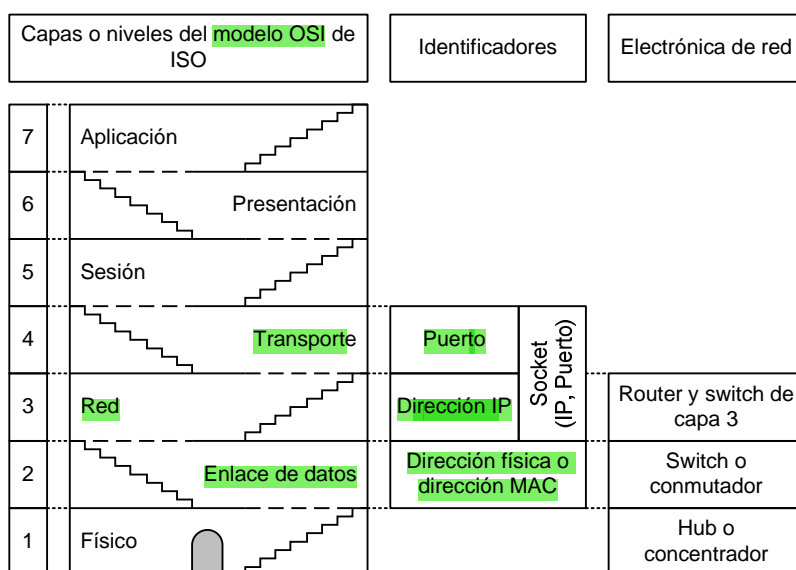 Capas o niveles del modelo OSI de
ISO
Identificadores
Electrónica de red
7
Aplicación
6
Presentación
5
Sesión
4
Transporte
Puerto
Socket
(IP, Puerto)
3
Red
Dirección IP
Router y switch de
capa 3
2
Enlace de datos
Dirección física o
dirección MAC
Switch o
conmutador
1
Físico
Hub o
concentrador